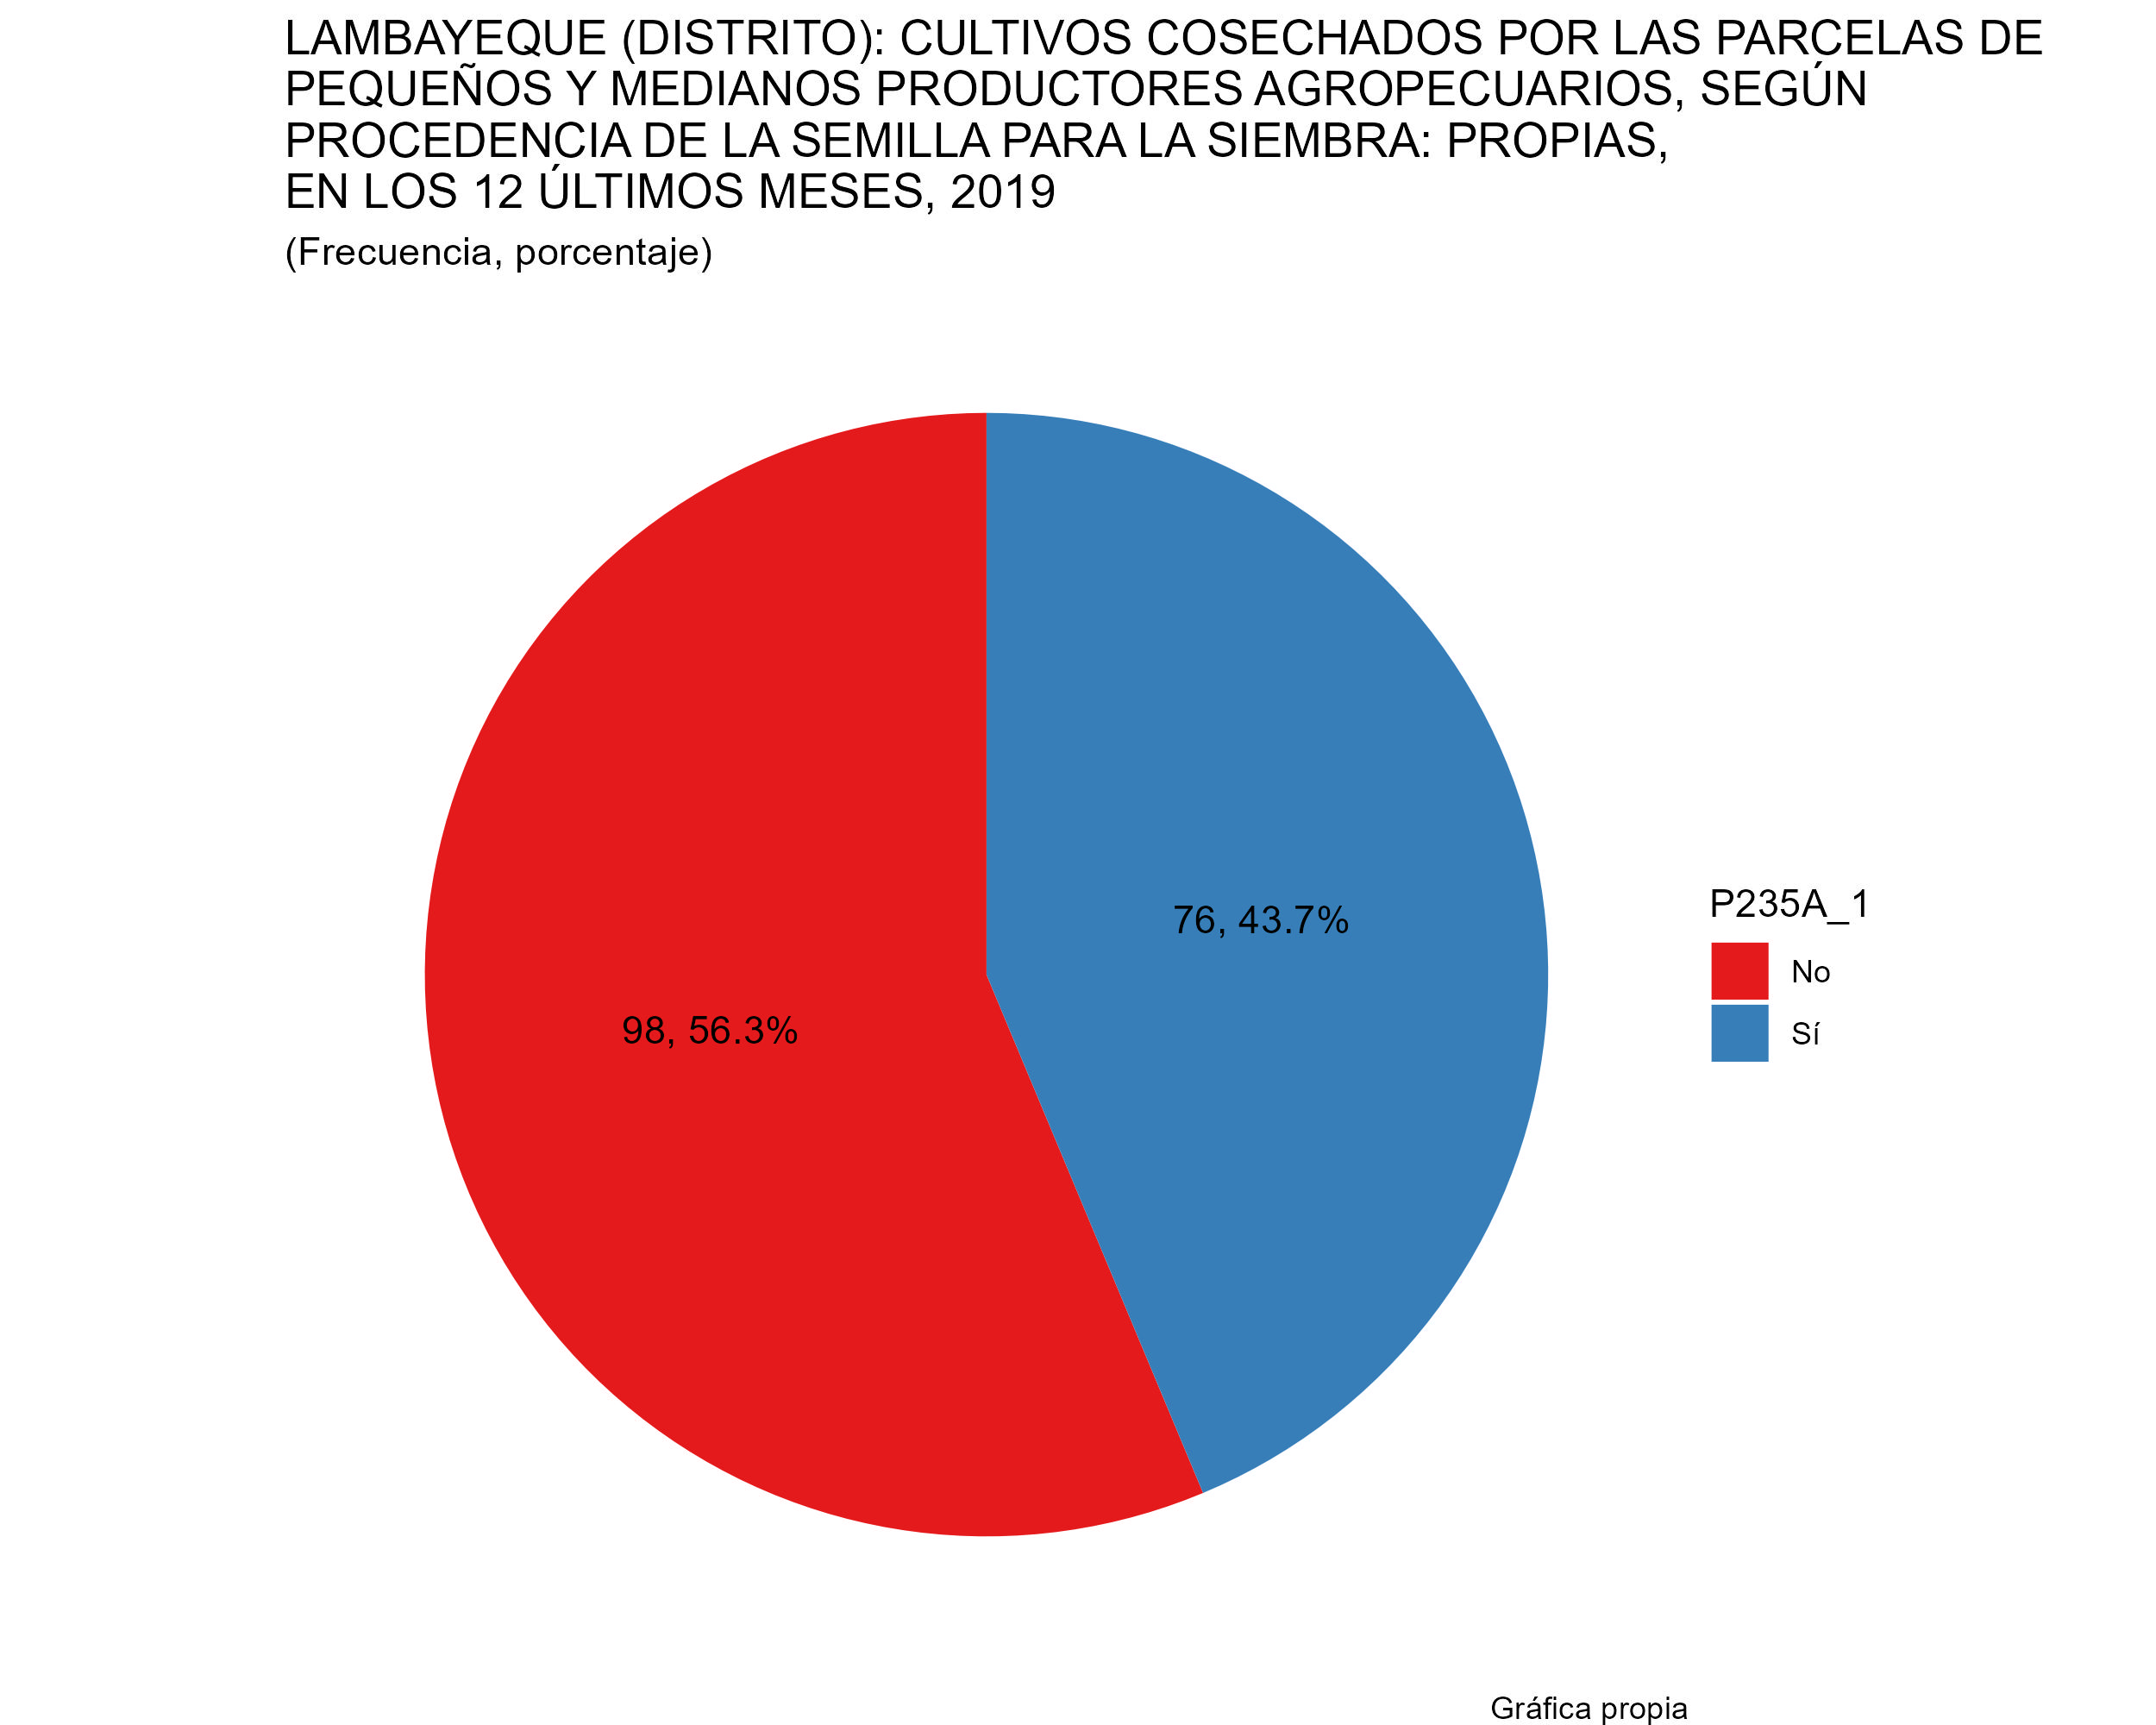 LAMBAYEQUE (DISTRITO): CULTIVOS COSECHADOS POR LAS PARCELAS DE
PEQUEÑOS Y MEDIANOS PRODUCTORES AGROPECUARIOS, SEGÚN
PROCEDENCIA DE LA SEMILLA PARA LA SIEMBRA: PROPIAS,
EN LOS 12 ÚLTIMOS MESES, 2019
(Frecuencia, porcentaje)
76, 43.7%
98, 56.3%
P235A_1
No
Sí
Gráfica propia